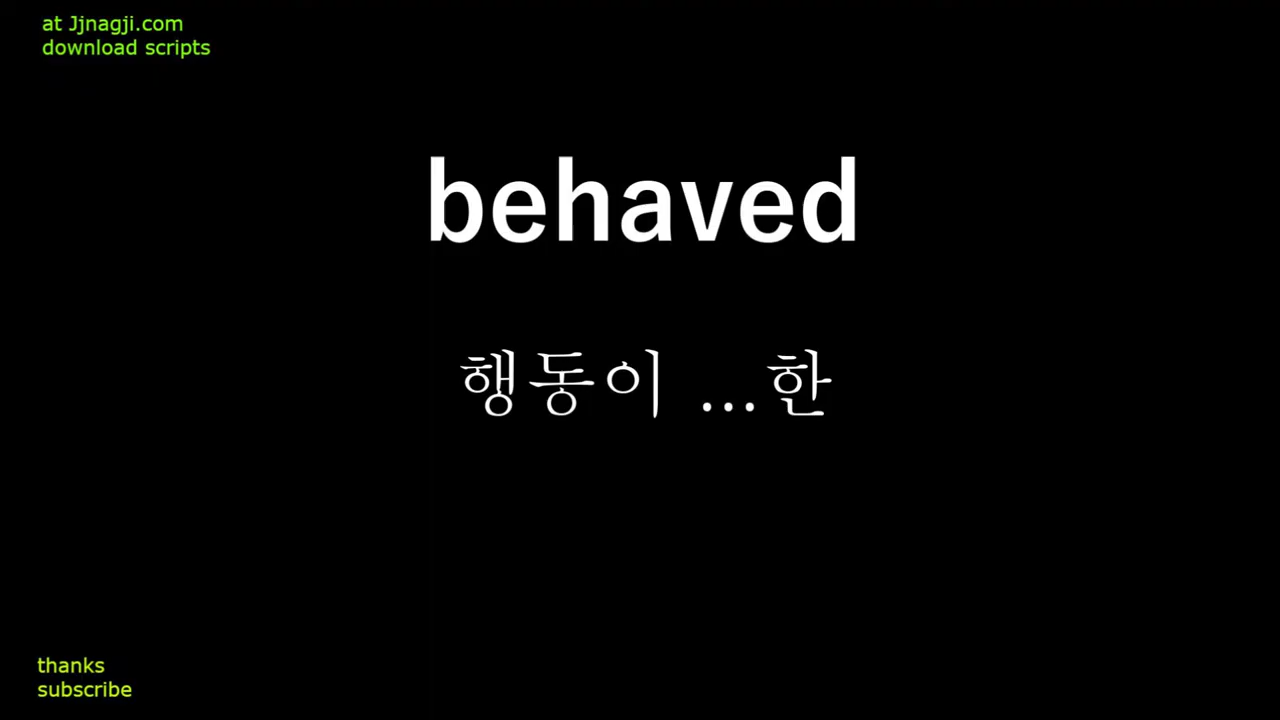 at Jjnagji.com
download scripts
behaved
행동이 ...한
thanks
subscribe